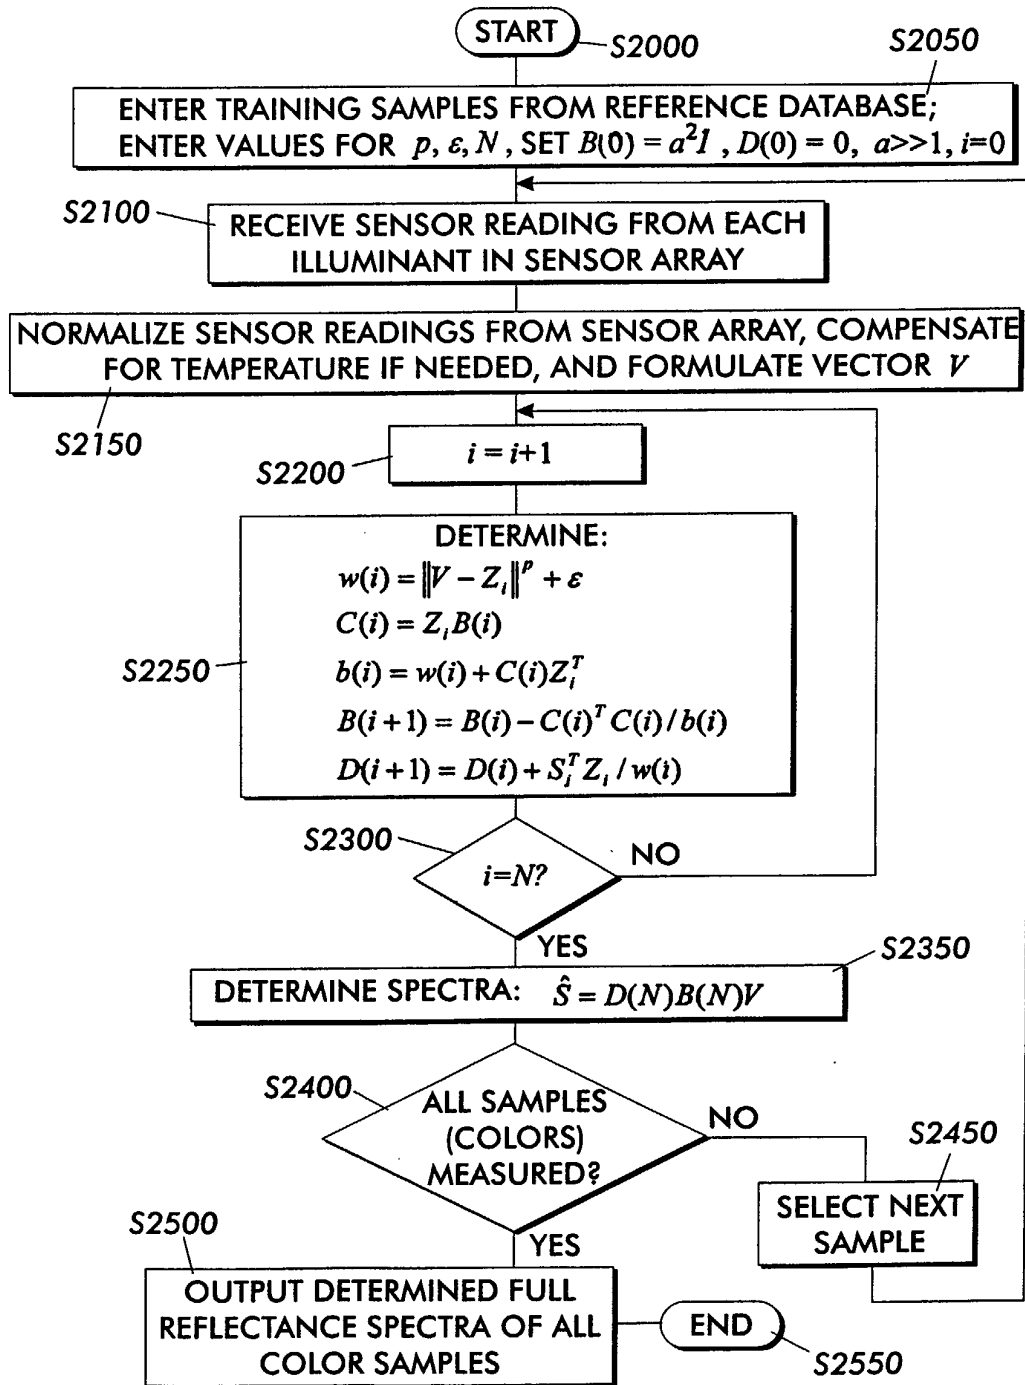 START
S2000
S2050
ENTER TRAINING SAMPLES FROM REFERENCE DATABASE;
ENTER VALUES FOR p, ε, N, SET B(0) = a²I, D(0) = 0, a>>1, i=0
S2100
RECEIVE SENSOR READING FROM EACH
ILLUMINANT IN SENSOR ARRAY
NORMALIZE SENSOR READINGS FROM SENSOR ARRAY, COMPENSATE
FOR TEMPERATURE IF NEEDED, AND FORMULATE VECTOR V
S2150
S2200
i = i+1
DETERMINE:
w(i) = ||V − Z_i||^p + ε
C(i) = Z_i B(i)
S2250
b(i) = w(i) + C(i)Z_i^T
B(i+1) = B(i) − C(i)^T C(i) / b(i)
D(i+1) = D(i) + S_i^T Z_i / w(i)
S2300
i=N?
NO
YES
S2350
DETERMINE SPECTRA: Ŝ = D(N)B(N)V
S2400
ALL SAMPLES
(COLORS)
MEASURED?
NO
S2450
SELECT NEXT
SAMPLE
YES
S2500
OUTPUT DETERMINED FULL
REFLECTANCE SPECTRA OF ALL
COLOR SAMPLES
END
S2550